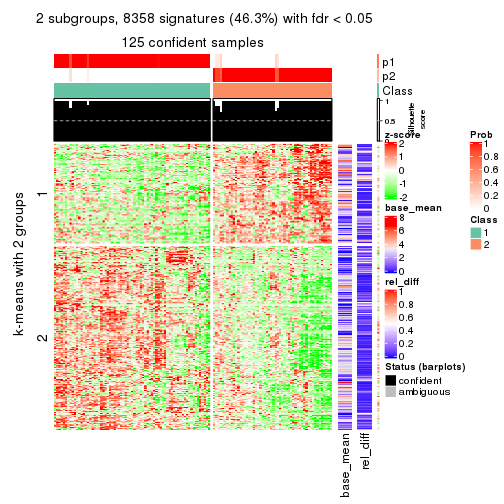 2 subgroups, 8358 signatures (46.3%) with fdr < 0.05
125 confident samples
p1
p2
Class
1
0.5
0
Silhouette
score
k-means with 2 groups
1
2
z-score
2
1
0
-1
-2
base_mean
8
6
4
2
0
rel_diff
1
0.8
0.6
0.4
0.2
0
Status (barplots)
confident
ambiguous
Prob
1
0.8
0.6
0.4
0.2
0
Class
1
2
base_mean
rel_diff